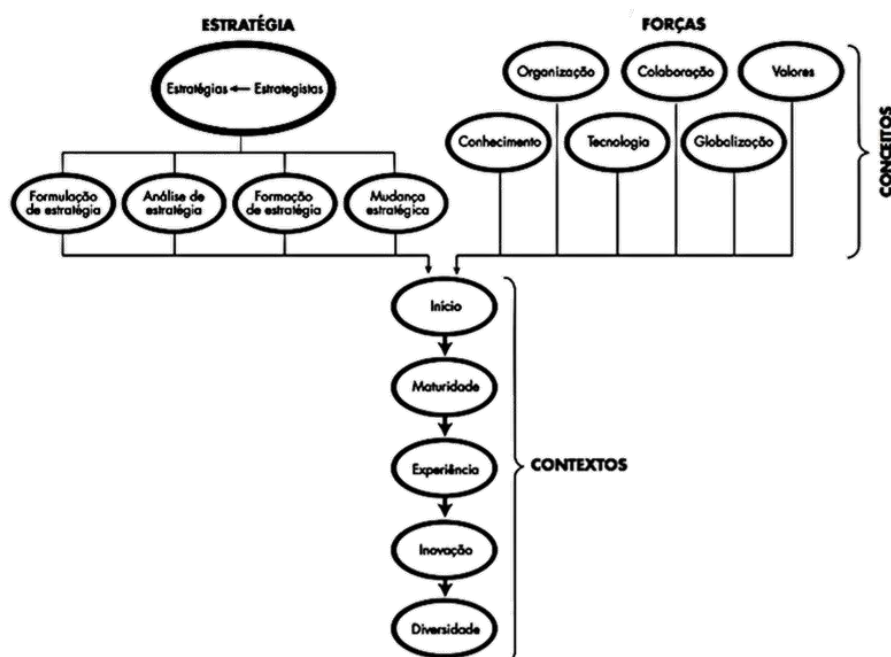 ESTRATÉGIA
FORÇAS
Estratégias
Estrategistas
Organização
Colaboração
Valores
Conhecimento
Tecnologia
Globalização
CONCEITOS
Formulação
de estratégia
Análise de
estratégia
Formação
de estratégia
Mudança
estratégica
Início
Maturidade
Experiência
Inovação
Diversidade
CONTEXTOS